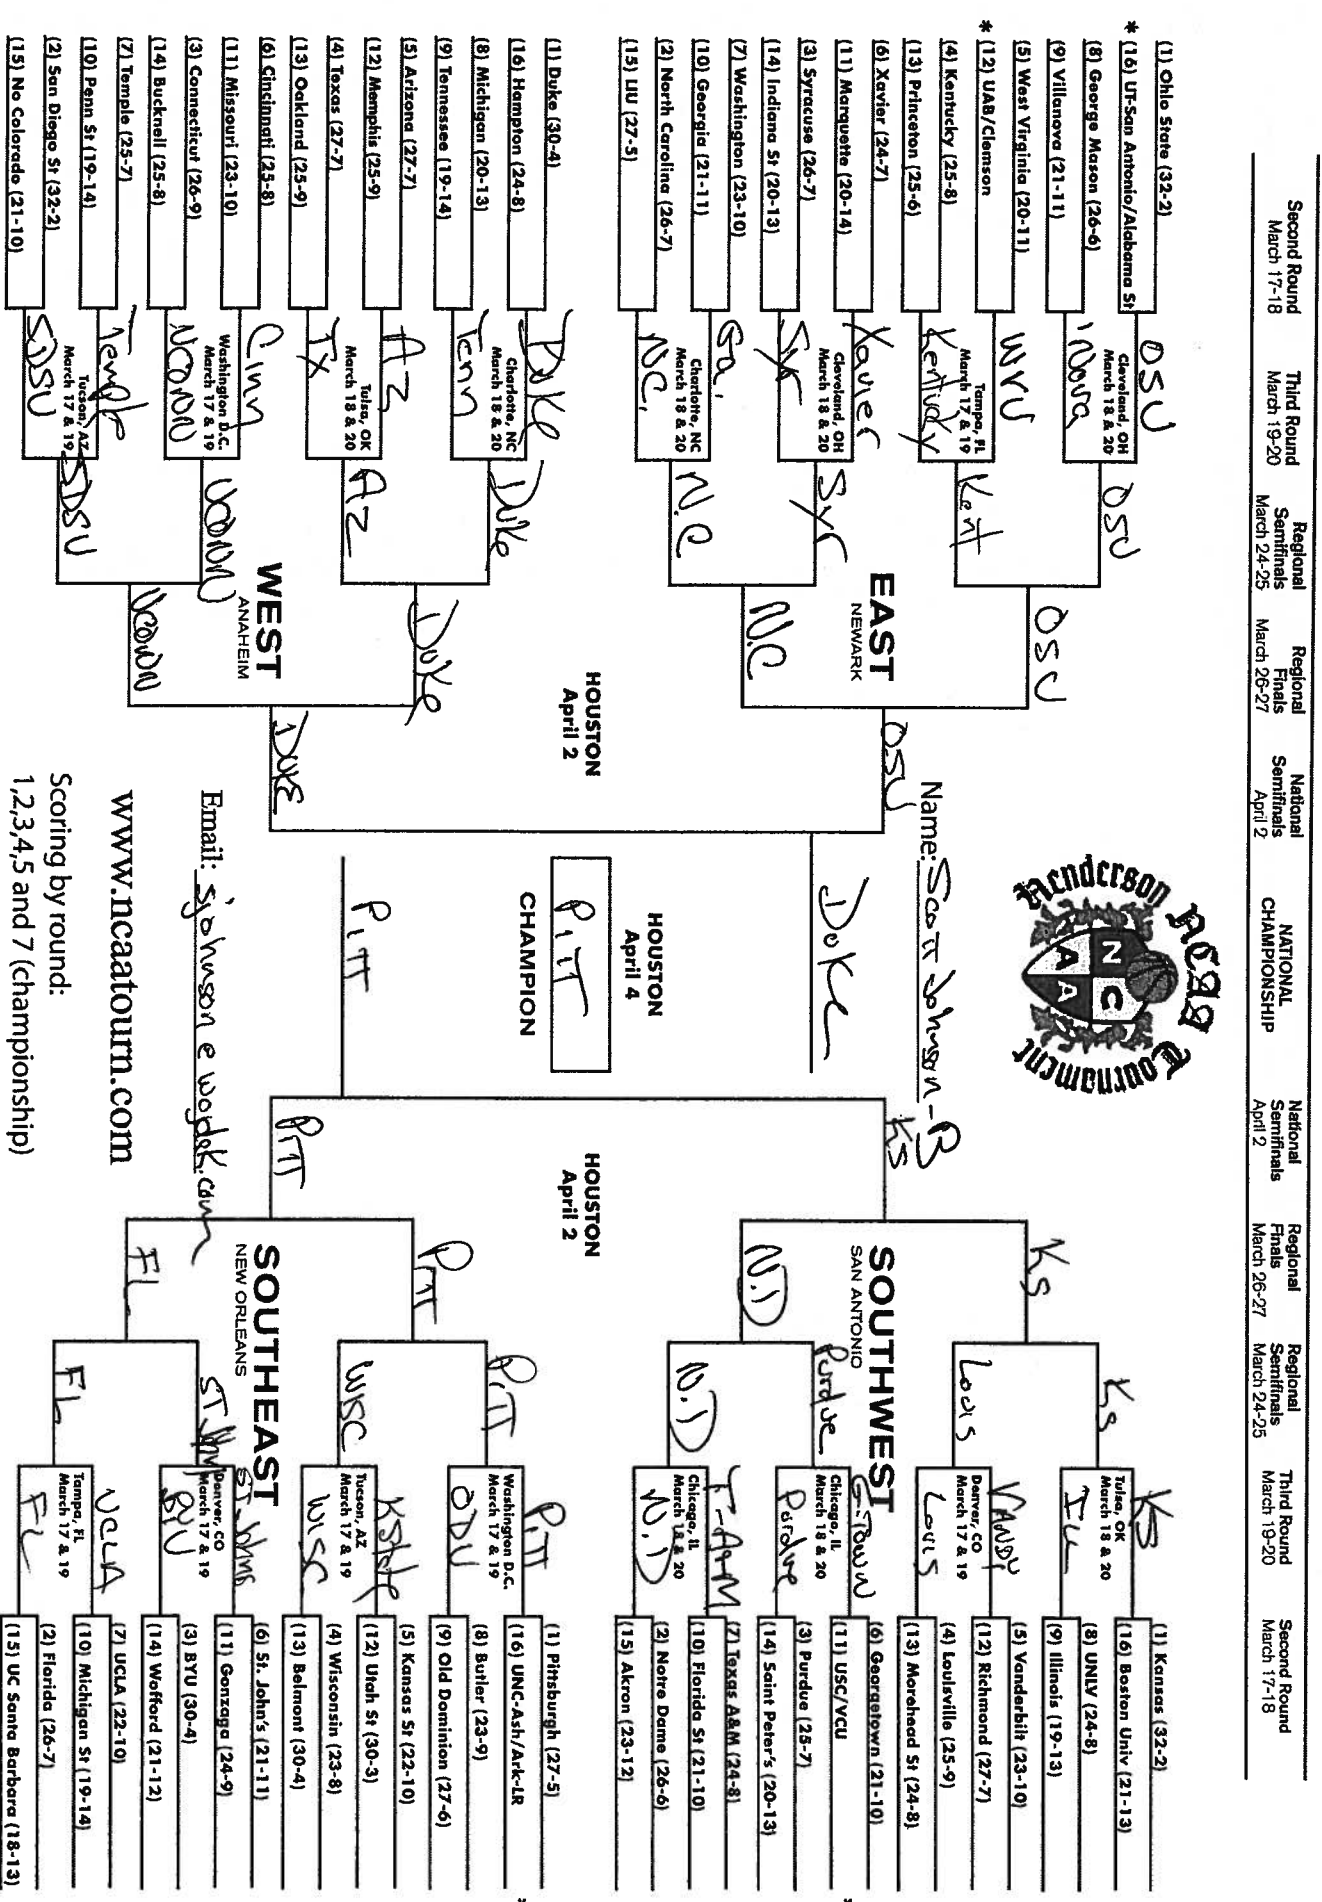 Second Round
March 17-18
Third Round
March 19-20
Regional
Semifinals
March 24-25
Regional
Finals
March 26-27
National
Semifinals
April 2
NATIONAL
CHAMPIONSHIP
National
Semifinals
April 2
Regional
Finals
March 26-27
Regional
Semifinals
March 24-25
Third Round
March 19-20
Second Round
March 17-18
Henderson NCAA Tournament
N C
A A
Name: Scott Johnson-B
(1) Ohio State (32-2)
* (16) UT-San Antonio/Alabama St
(8) George Mason (26-6)
(9) Villanova (21-11)
(5) West Virginia (20-11)
* (12) UAB/Clemson
(4) Kentucky (25-8)
(13) Princeton (25-6)
(6) Xavier (24-7)
(11) Marquette (20-14)
(3) Syracuse (26-7)
(14) Indiana St (20-13)
(7) Washington (23-10)
(10) Georgia (21-11)
(2) North Carolina (26-7)
(15) LIU (27-5)
OSU
Cleveland, OH
March 18 & 20
'Nova
WVU
Tampa, FL
March 17 & 19
Kentucky
Xavier
Cleveland, OH
March 18 & 20
Syr
Ga.
Charlotte, NC
March 18 & 20
N.C.
OSU
Kent
Syr
N.C
EAST
NEWARK
OSU
N.C
OSU
(1) Duke (30-4)
(16) Hampton (24-8)
(8) Michigan (20-13)
(9) Tennessee (19-14)
(5) Arizona (27-7)
(12) Memphis (25-9)
(4) Texas (27-7)
(13) Oakland (25-9)
(6) Cincinnati (25-8)
(11) Missouri (23-10)
(3) Connecticut (26-9)
(14) Bucknell (25-8)
(7) Temple (25-7)
(10) Penn St (19-14)
(2) San Diego St (32-2)
(15) No Colorado (21-10)
Duke
Charlotte, NC
March 18 & 20
Tenn
AZ
Tulsa, OK
March 18 & 20
TX
Cinn
Washington D.C.
March 17 & 19
UCONN
Temple
Tucson, AZ
March 17 & 19
SDSU
Duke
AZ
UCONN
SDSU
WEST
ANAHEIM
Duke
UCONN
DUKE
HOUSTON
April 2
Duke
HOUSTON
April 4
PITT
CHAMPION
PITT
HOUSTON
April 2
KS
SOUTHWEST
SAN ANTONIO
KS
N.D
KS
Louis
Purdue
N.D
KS
Tulsa, OK
March 18 & 20
ILL
VANDY
Denver, CO
March 17 & 19
Louis
G-TOWN
Chicago, IL
March 18 & 20
Purdue
T-A&M
Chicago, IL
March 18 & 20
N.D
(1) Kansas (32-2)
(16) Boston Univ (21-13)
(8) UNLV (24-8)
(9) Illinois (19-13)
(5) Vanderbilt (23-10)
(12) Richmond (27-7)
(4) Louisville (25-9)
(13) Morehead St (24-8)
(6) Georgetown (21-10)
(11) USC/VCU
(3) Purdue (25-7)
(14) Saint Peter's (20-13)
(7) Texas A&M (24-8)
(10) Florida St (21-10)
(2) Notre Dame (26-6)
(15) Akron (23-12)
PITT
SOUTHEAST
NEW ORLEANS
PITT
FL
PITT
WISC
ST. Johns
FL
PITT
Washington D.C.
March 17 & 19
ODU
KState
Tucson, AZ
March 17 & 19
WISC
ST. Johns
Denver, CO
March 17 & 19
BYU
UCLA
Tampa, FL
March 17 & 19
FL
(1) Pittsburgh (27-5)
(16) UNC-Ash/Ark-LR
(8) Butler (23-9)
(9) Old Dominion (27-6)
(5) Kansas St (22-10)
(12) Utah St (30-3)
(4) Wisconsin (23-8)
(13) Belmont (30-4)
(6) St. John's (21-11)
(11) Gonzaga (24-9)
(3) BYU (30-4)
(14) Wofford (21-12)
(7) UCLA (22-10)
(10) Michigan St (19-14)
(2) Florida (26-7)
(15) UC Santa Barbara (18-13)
Email: sjohnson e wojdek.com
www.ncaatourn.com
Scoring by round:
1,2,3,4,5 and 7 (championship)